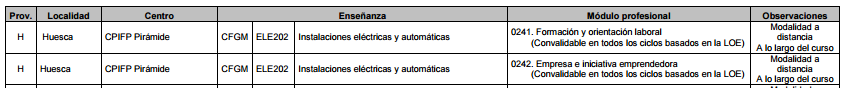 Prov. Localidad Centro Enseñanza Módulo profesional Observaciones
H Huesca CPIFP Pirámide CFGM ELE202 Instalaciones eléctricas y automáticas 0241. Formación y orientación laboral
(Convalidable en todos los ciclos basados en la LOE)
Modalidad a
distancia
A lo largo del curso
H Huesca CPIFP Pirámide CFGM ELE202 Instalaciones eléctricas y automáticas 0242. Empresa e iniciativa emprendedora
(Convalidable en todos los ciclos basados en la LOE)
Modalidad a
distancia
A lo largo del curso